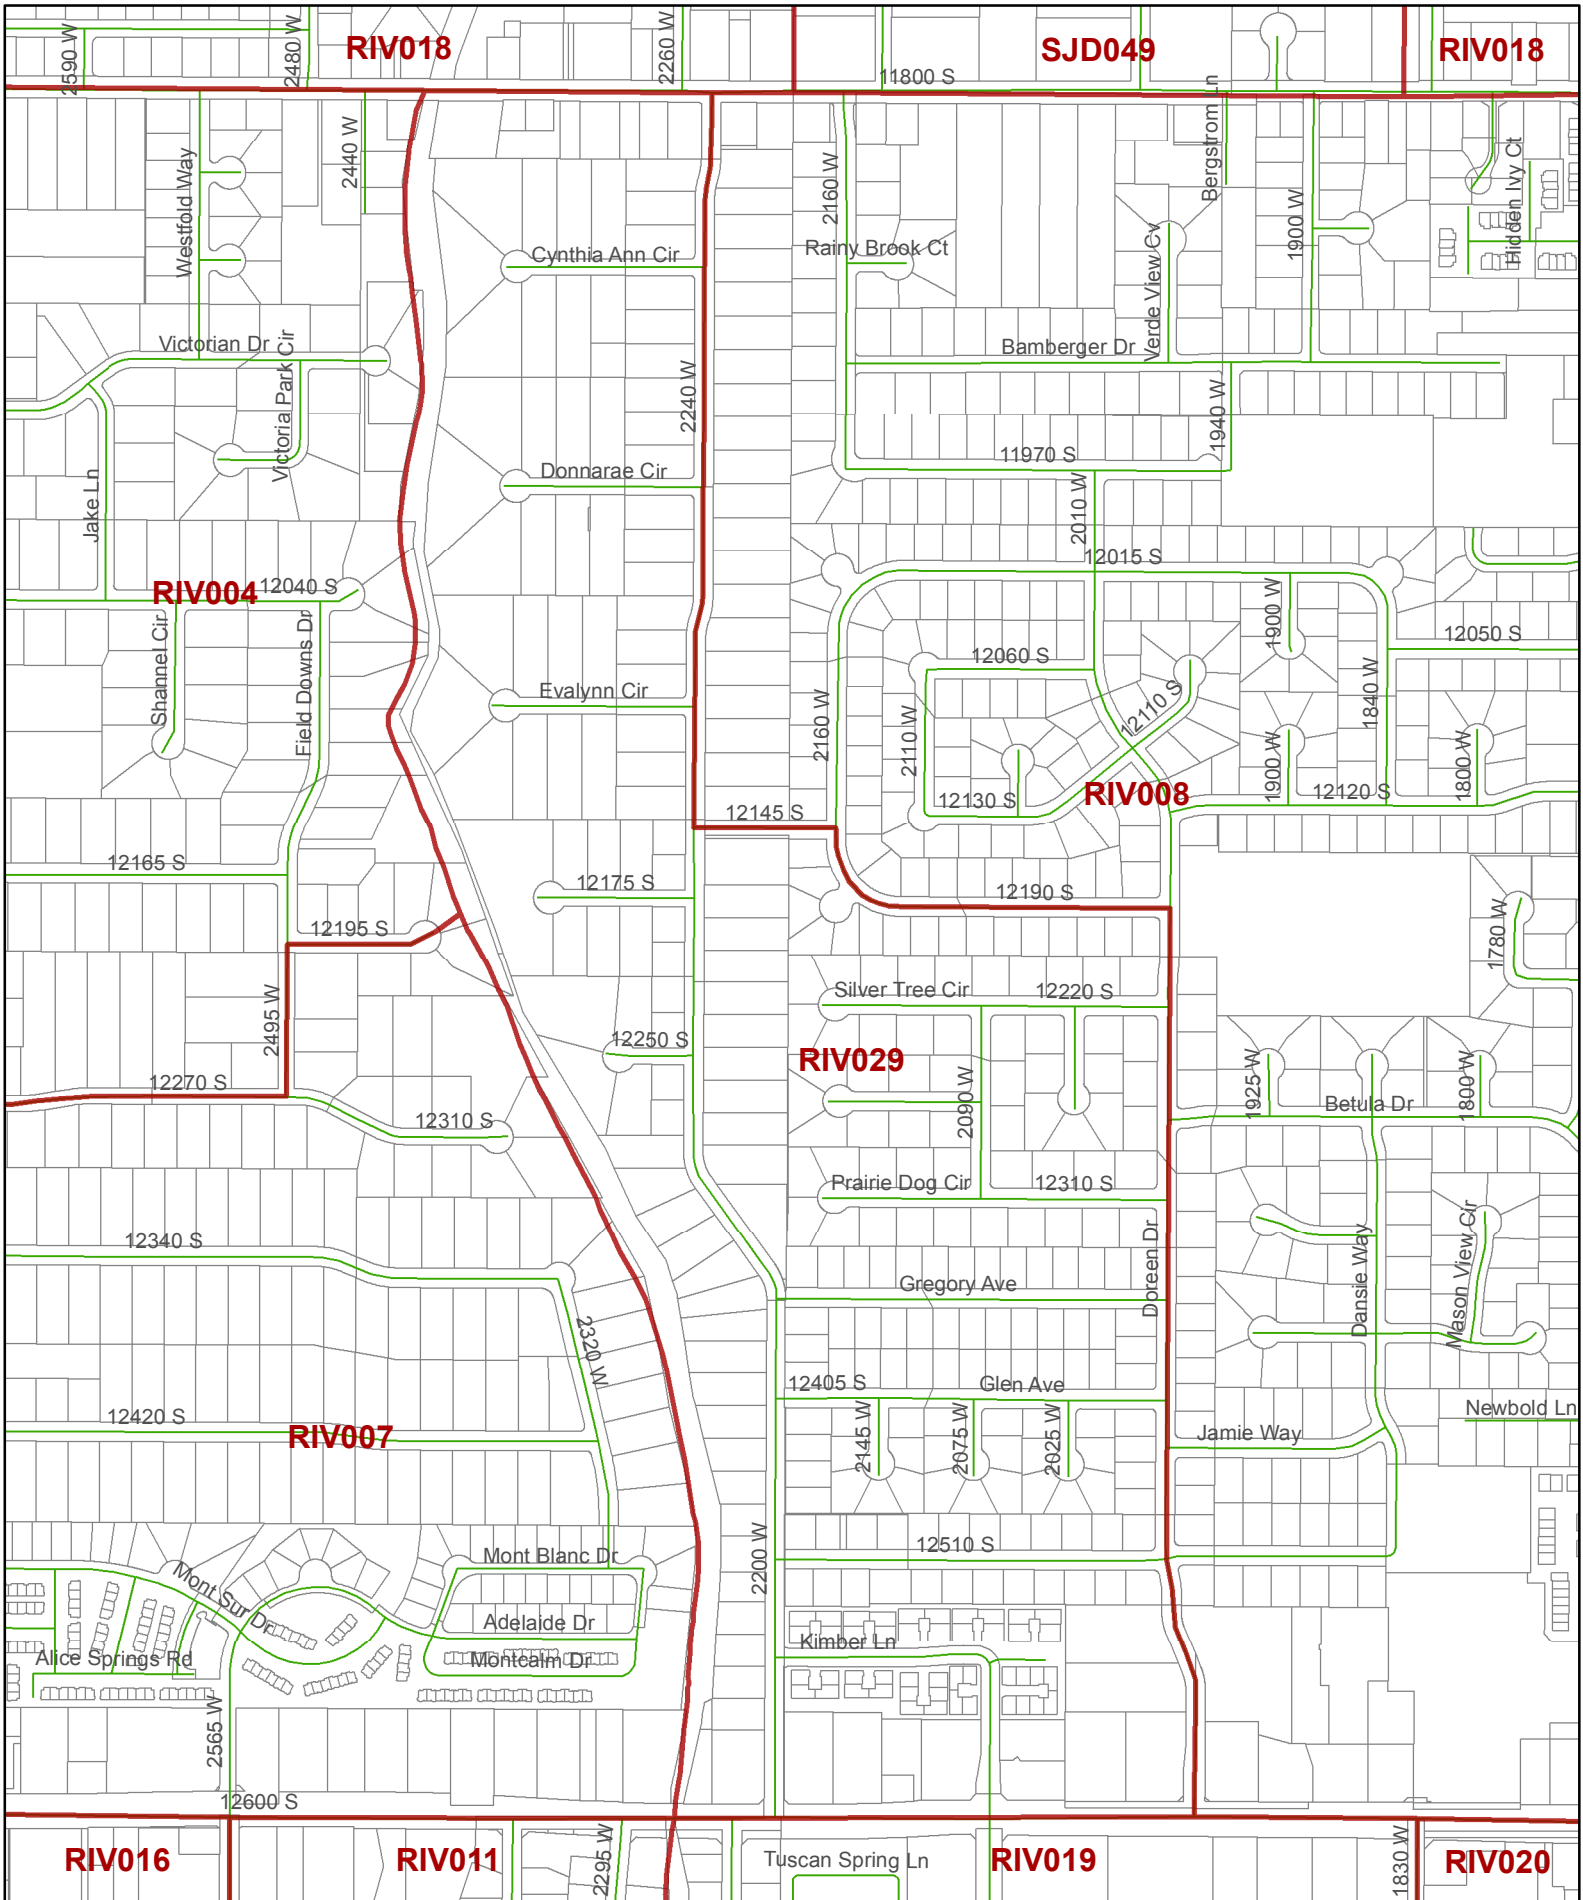 2590 W
2480 W
RIV018
2260 W
SJD049
RIV018
11800 S
Bergstrom Ln
2440 W
Westfold Way
2160 W
1900 W
Hidden Ivy Ct
Cynthia Ann Cir
Rainy Brook Ct
Verde View Cv
Victorian Dr
Victoria Park Cir
Bamberger Dr
2240 W
1940 W
Jake Ln
Donnarae Cir
11970 S
2010 W
12015 S
RIV004
12040 S
1900 W
12050 S
Shannel Cir
Field Downs Dr
12060 S
Evalynn Cir
2160 W
2110 W
12110 S
1840 W
1900 W
1800 W
12130 S
RIV008
12120 S
12145 S
12165 S
12175 S
12190 S
12195 S
1780 W
2495 W
Silver Tree Cir
12220 S
12250 S
RIV029
12270 S
2090 W
1925 W
Betula Dr
1800 W
12310 S
Prairie Dog Cir
12310 S
12340 S
Doreen Dr
Dansie Way
Mason View Cir
Gregory Ave
2320 W
12405 S
Glen Ave
12420 S
RIV007
2145 W
2075 W
2025 W
Jamie Way
Newbold Ln
Mont Blanc Dr
2200 W
12510 S
Mont Sur Dr
Adelaide Dr
Alice Springs Rd
Montcalm Dr
Kimber Ln
2565 W
12600 S
RIV016
RIV011
2295 W
Tuscan Spring Ln
RIV019
1830 W
RIV020